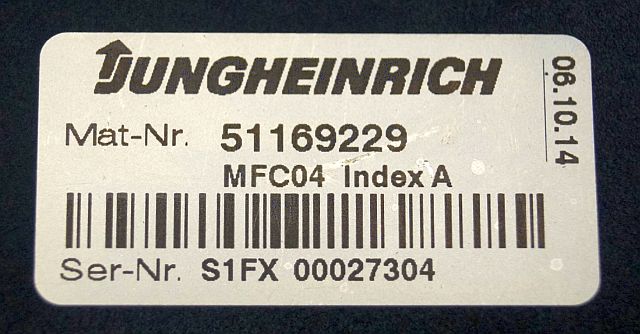 JUNGHEINRICH
Mat-Nr. 51169229
MFC04 Index A
Ser-Nr. S1FX 00027304
06.10.14